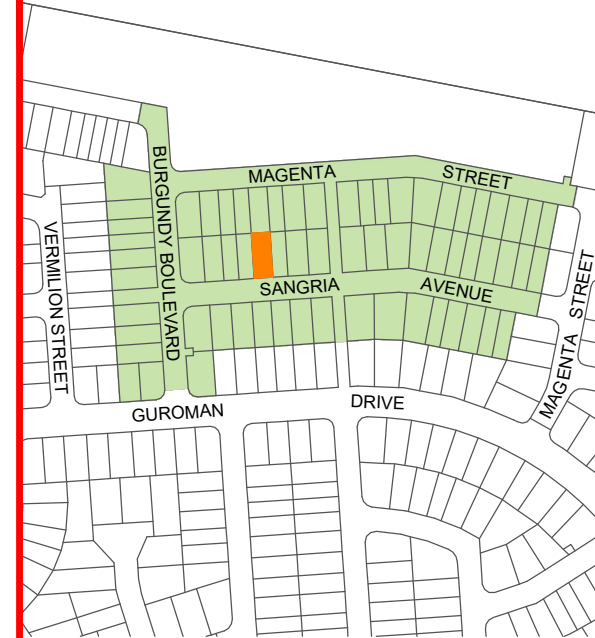 MAGENTA STREET
BURGUNDY BOULEVARD
VERMILION STREET
SANGRIA AVENUE
MAGENTA STREET
GUROMAN DRIVE